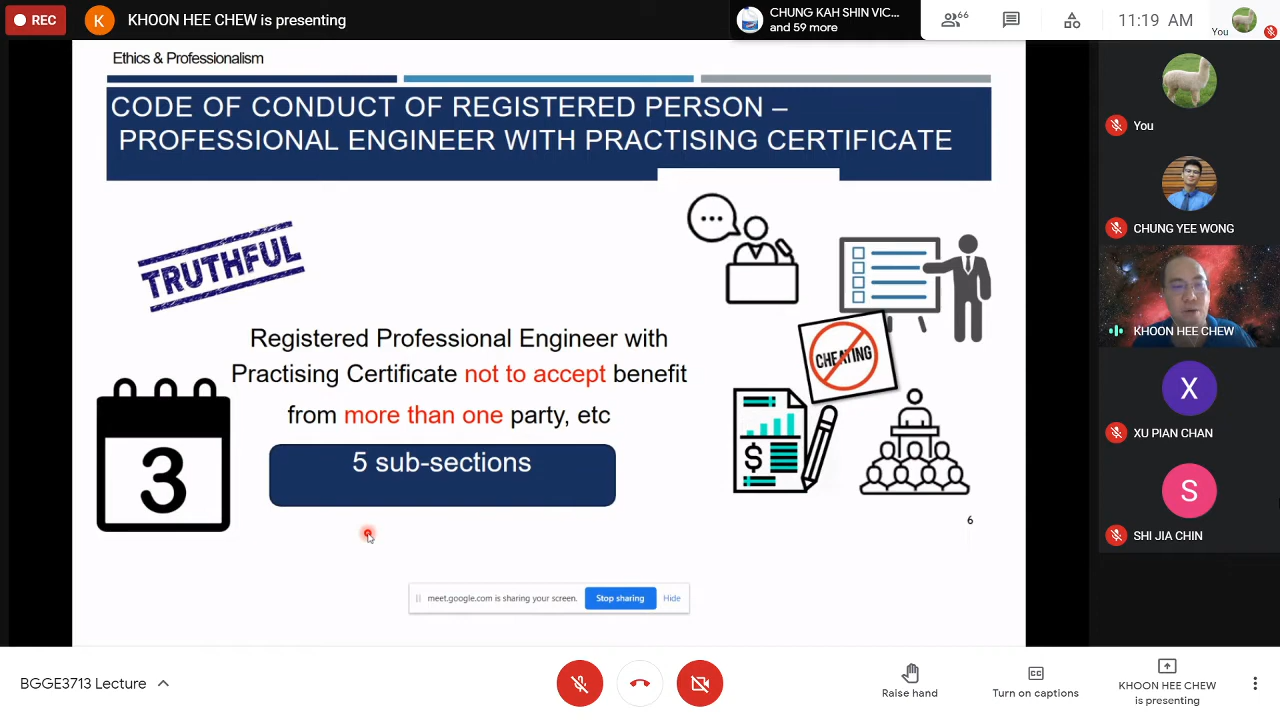 REC
K
KHOON HEE CHEW is presenting
CHUNG KAH SHIN VIC...
and 59 more
66
11:19 AM
You
Ethics & Professionalism
CODE OF CONDUCT OF REGISTERED PERSON –
PROFESSIONAL ENGINEER WITH PRACTISING CERTIFICATE
TRUTHFUL
Registered Professional Engineer with
Practising Certificate not to accept benefit
from more than one party, etc
5 sub-sections
3
CHEATING
$
6
meet.google.com is sharing your screen.
Stop sharing
Hide
You
CHUNG YEE WONG
KHOON HEE CHEW
X
XU PIAN CHAN
S
SHI JIA CHIN
BGGE3713 Lecture
Raise hand
CC
Turn on captions
KHOON HEE CHEW
is presenting